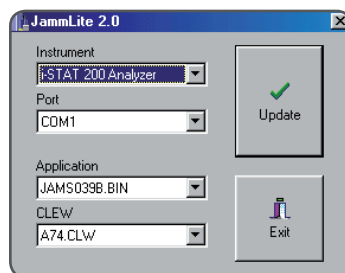 JammLite 2.0
Instrument
i-STAT 200 Analyzer
Port
COM1
Update
Application
JAMS039B.BIN
CLEW
A74.CLW
Exit